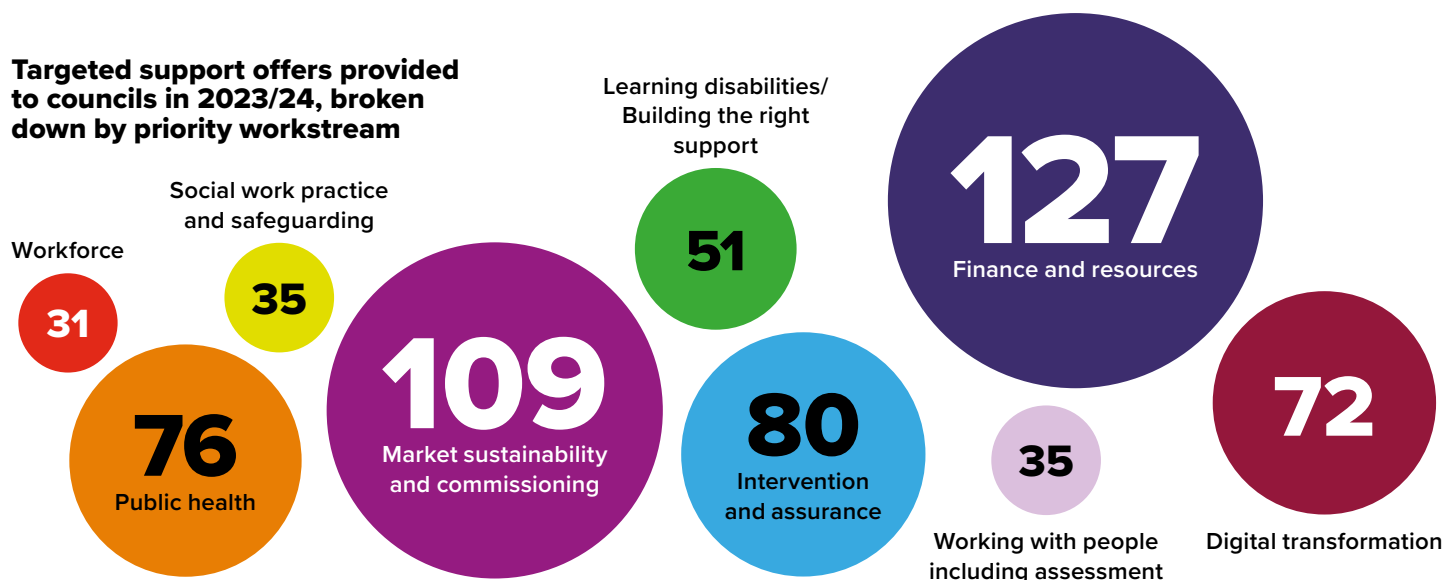 Targeted support offers provided
to councils in 2023/24, broken
down by priority workstream
Workforce
31
Social work practice
and safeguarding
35
76
Public health
109
Market sustainability
and commissioning
Learning disabilities/
Building the right
support
51
80
Intervention
and assurance
127
Finance and resources
35
Working with people
including assessment
72
Digital transformation